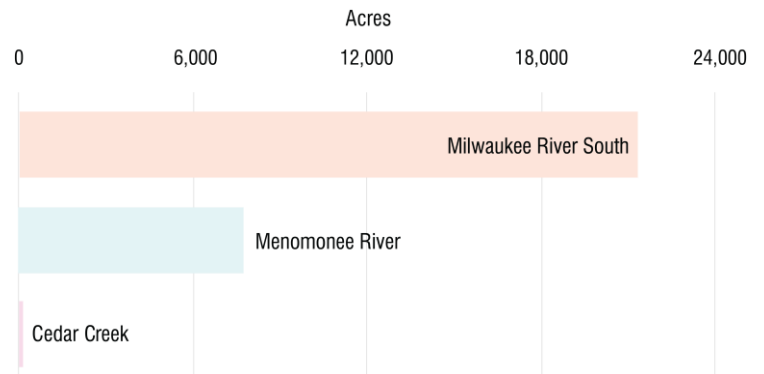 Acres
0 6,000 12,000 18,000 24,000
Milwaukee River South
Menomonee River
Cedar Creek